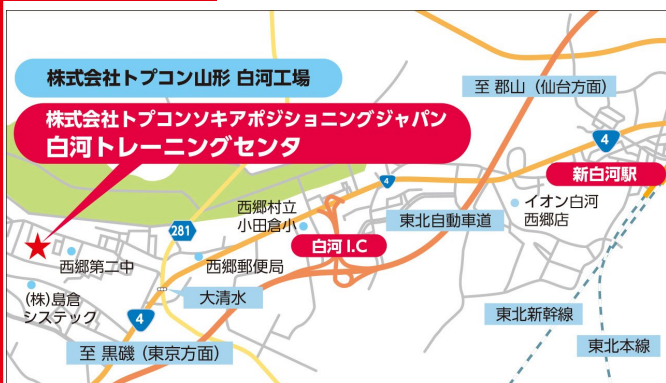 株式会社トプコン山形 白河工場
株式会社トプコンソキアポジショニングジャパン
白河トレーニングセンタ
至 郡山（仙台方面）
4
新白河駅
4
イオン白河
西郷店
西郷村立
小田倉小
東北自動車道
白河 I.C
281
西郷第二中
西郷郵便局
(株)島倉
システック
大清水
4
至 黒磯（東京方面）
東北新幹線
東北本線